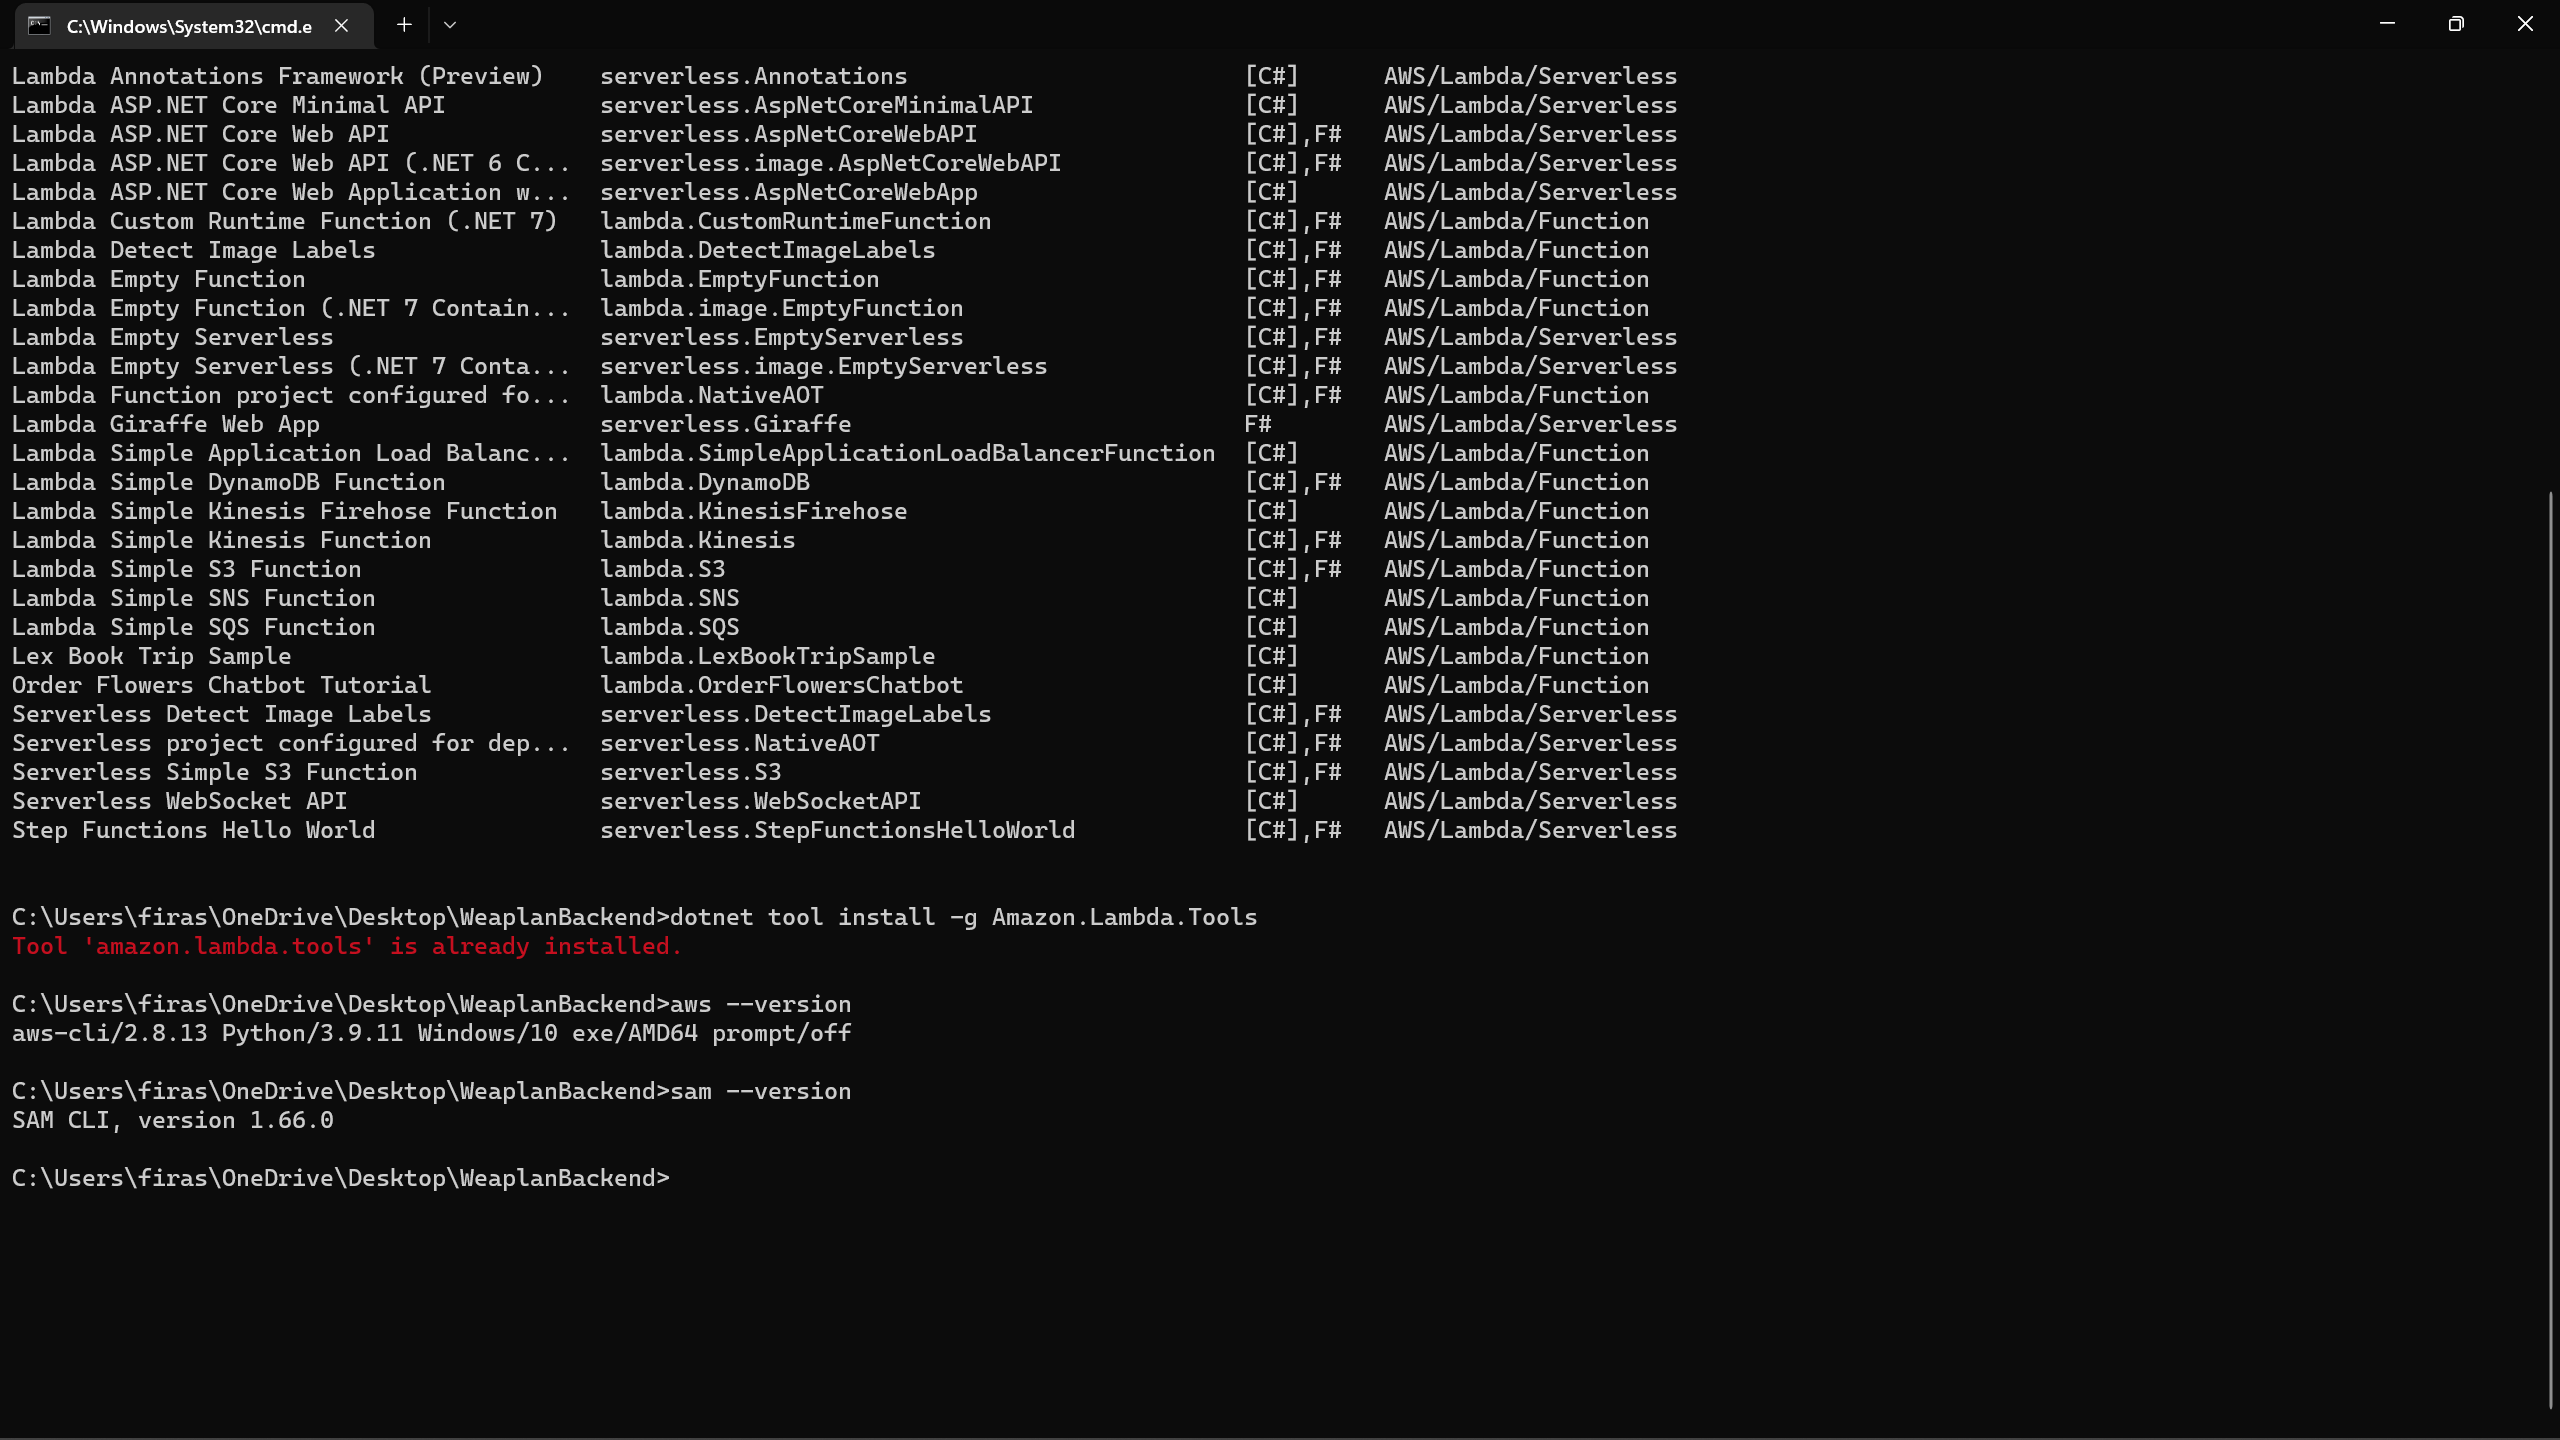 C:\Windows\System32\cmd.e
Lambda Annotations Framework (Preview) serverless.Annotations [C#] AWS/Lambda/Serverless
Lambda ASP.NET Core Minimal API serverless.AspNetCoreMinimalAPI [C#] AWS/Lambda/Serverless
Lambda ASP.NET Core Web API serverless.AspNetCoreWebAPI [C#],F# AWS/Lambda/Serverless
Lambda ASP.NET Core Web API (.NET 6 C... serverless.image.AspNetCoreWebAPI [C#],F# AWS/Lambda/Serverless
Lambda ASP.NET Core Web Application w... serverless.AspNetCoreWebApp [C#] AWS/Lambda/Serverless
Lambda Custom Runtime Function (.NET 7) lambda.CustomRuntimeFunction [C#],F# AWS/Lambda/Function
Lambda Detect Image Labels lambda.DetectImageLabels [C#],F# AWS/Lambda/Function
Lambda Empty Function lambda.EmptyFunction [C#],F# AWS/Lambda/Function
Lambda Empty Function (.NET 7 Contain... lambda.image.EmptyFunction [C#],F# AWS/Lambda/Function
Lambda Empty Serverless serverless.EmptyServerless [C#],F# AWS/Lambda/Serverless
Lambda Empty Serverless (.NET 7 Conta... serverless.image.EmptyServerless [C#],F# AWS/Lambda/Serverless
Lambda Function project configured fo... lambda.NativeAOT [C#],F# AWS/Lambda/Function
Lambda Giraffe Web App serverless.Giraffe F# AWS/Lambda/Serverless
Lambda Simple Application Load Balanc... lambda.SimpleApplicationLoadBalancerFunction [C#] AWS/Lambda/Function
Lambda Simple DynamoDB Function lambda.DynamoDB [C#],F# AWS/Lambda/Function
Lambda Simple Kinesis Firehose Function lambda.KinesisFirehose [C#] AWS/Lambda/Function
Lambda Simple Kinesis Function lambda.Kinesis [C#],F# AWS/Lambda/Function
Lambda Simple S3 Function lambda.S3 [C#],F# AWS/Lambda/Function
Lambda Simple SNS Function lambda.SNS [C#] AWS/Lambda/Function
Lambda Simple SQS Function lambda.SQS [C#] AWS/Lambda/Function
Lex Book Trip Sample lambda.LexBookTripSample [C#] AWS/Lambda/Function
Order Flowers Chatbot Tutorial lambda.OrderFlowersChatbot [C#] AWS/Lambda/Function
Serverless Detect Image Labels serverless.DetectImageLabels [C#],F# AWS/Lambda/Serverless
Serverless project configured for dep... serverless.NativeAOT [C#],F# AWS/Lambda/Serverless
Serverless Simple S3 Function serverless.S3 [C#],F# AWS/Lambda/Serverless
Serverless WebSocket API serverless.WebSocketAPI [C#] AWS/Lambda/Serverless
Step Functions Hello World serverless.StepFunctionsHelloWorld [C#],F# AWS/Lambda/Serverless
C:\Users\firas\OneDrive\Desktop\WeaplanBackend>dotnet tool install -g Amazon.Lambda.Tools
Tool 'amazon.lambda.tools' is already installed.
C:\Users\firas\OneDrive\Desktop\WeaplanBackend>aws --version
aws-cli/2.8.13 Python/3.9.11 Windows/10 exe/AMD64 prompt/off
C:\Users\firas\OneDrive\Desktop\WeaplanBackend>sam --version
SAM CLI, version 1.66.0
C:\Users\firas\OneDrive\Desktop\WeaplanBackend>